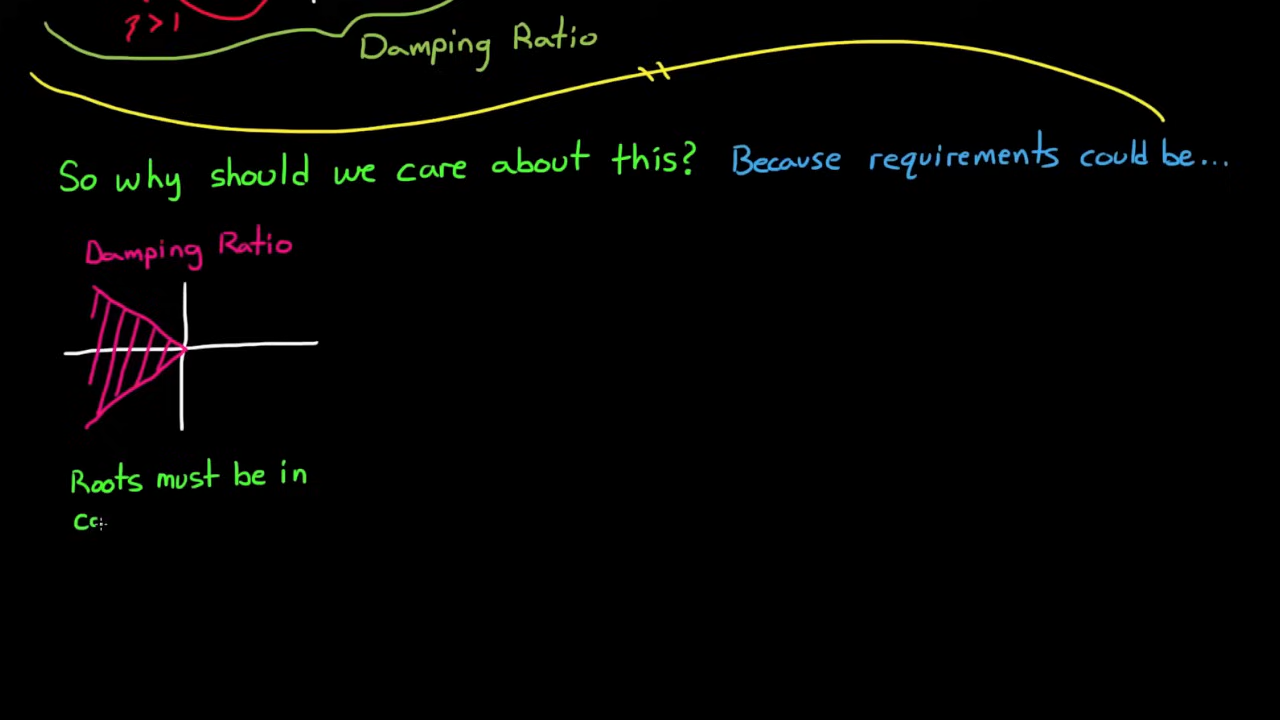 ζ > 1
Damping Ratio
So why should we care about this? Because requirements could be...
Damping Ratio
Roots must be in